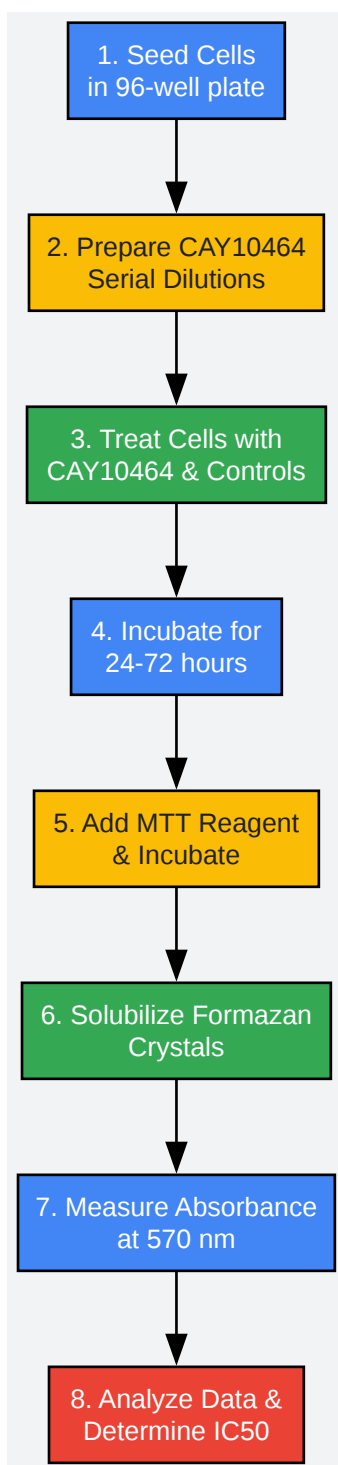 1. Seed Cells
in 96-well plate
2. Prepare CAY10464
Serial Dilutions
3. Treat Cells with
CAY10464 & Controls
4. Incubate for
24-72 hours
5. Add MTT Reagent
& Incubate
6. Solubilize Formazan
Crystals
7. Measure Absorbance
at 570 nm
8. Analyze Data &
Determine IC50